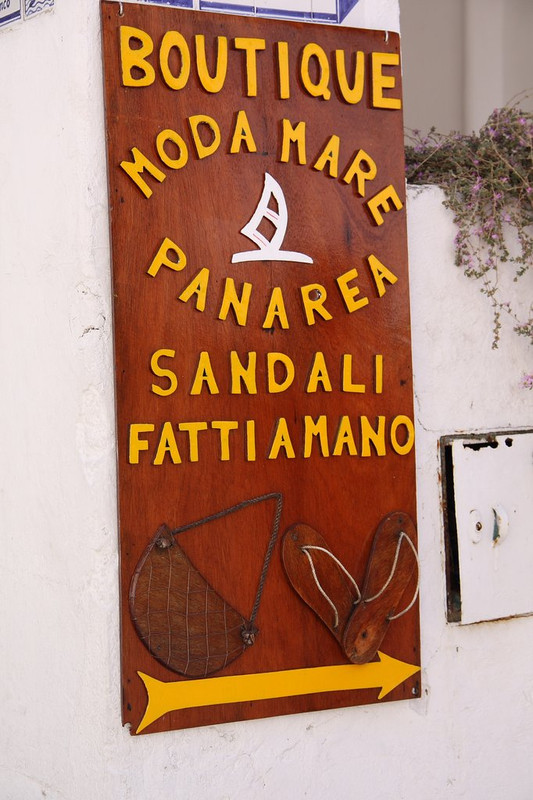 BOUTIQUE
MODA MARE
PANAREA
SANDALI
FATTI A MANO